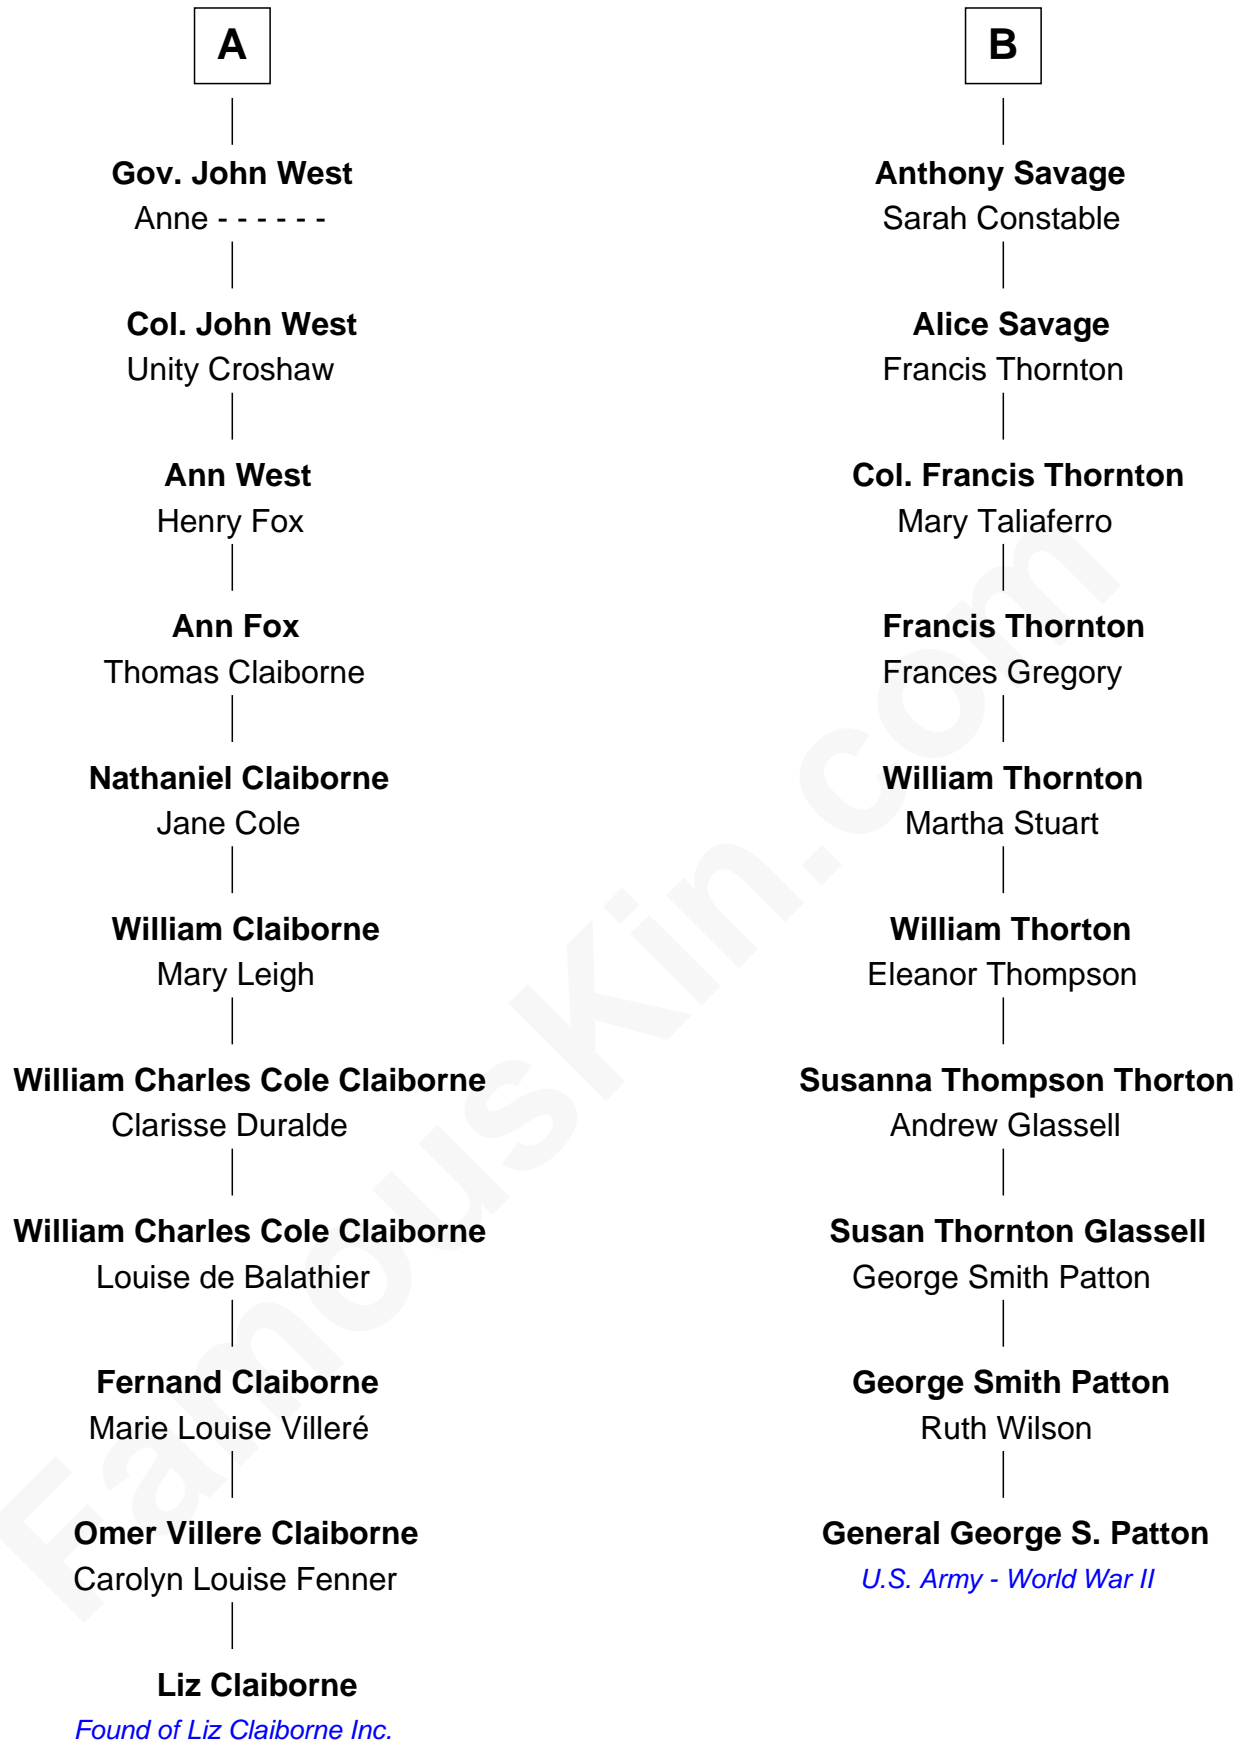 A
Gov. John West
Anne - - - - - -
Col. John West
Unity Croshaw
Ann West
Henry Fox
Ann Fox
Thomas Claiborne
Nathaniel Claiborne
Jane Cole
William Claiborne
Mary Leigh
William Charles Cole Claiborne
Clarisse Duralde
William Charles Cole Claiborne
Louise de Balathier
Fernand Claiborne
Marie Louise Villeré
Omer Villere Claiborne
Carolyn Louise Fenner
Liz Claiborne
Found of Liz Claiborne Inc.
B
Anthony Savage
Sarah Constable
Alice Savage
Francis Thornton
Col. Francis Thornton
Mary Taliaferro
Francis Thornton
Frances Gregory
William Thornton
Martha Stuart
William Thorton
Eleanor Thompson
Susanna Thompson Thorton
Andrew Glassell
Susan Thornton Glassell
George Smith Patton
George Smith Patton
Ruth Wilson
General George S. Patton
U.S. Army - World War II
FamousKin.com